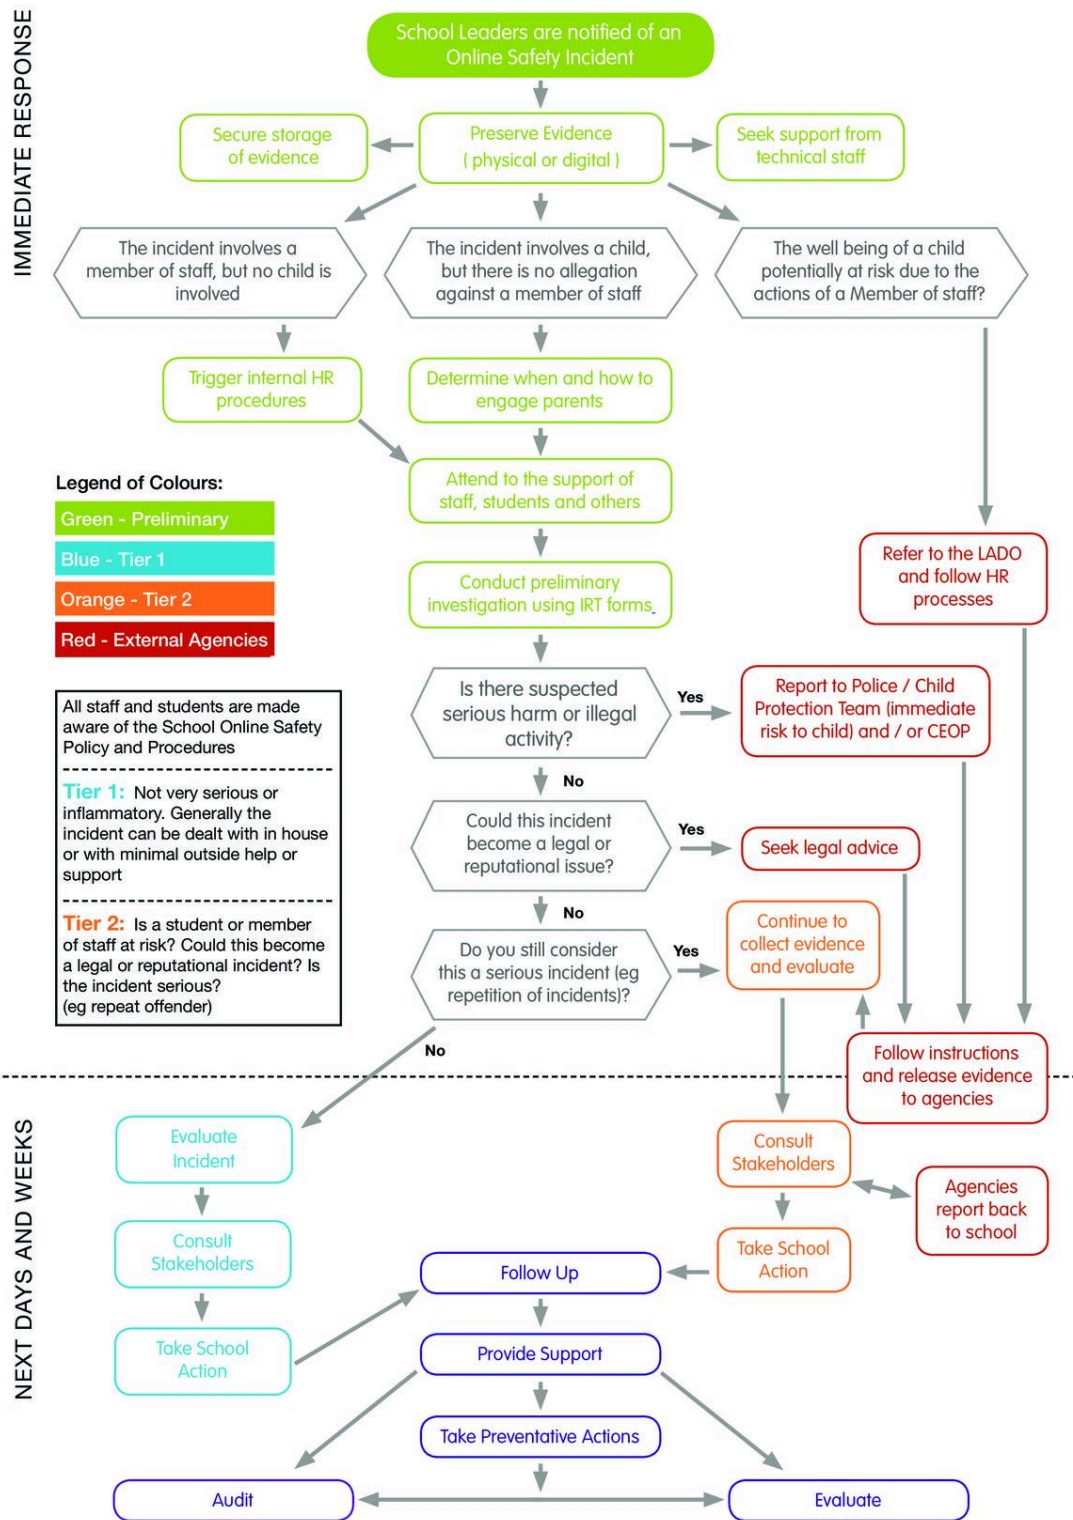 IMMEDIATE RESPONSE
School Leaders are notified of an
Online Safety Incident
Secure storage
of evidence
Preserve Evidence
( physical or digital )
Seek support from
technical staff
The incident involves a
member of staff, but no child is
involved
The incident involves a child,
but there is no allegation
against a member of staff
The well being of a child
potentially at risk due to the
actions of a Member of staff?
Trigger internal HR
procedures
Determine when and how to
engage parents
Attend to the support of
staff, students and others
Legend of Colours:
Green - Preliminary
Blue - Tier 1
Orange - Tier 2
Red - External Agencies
Refer to the LADO
and follow HR
processes
Conduct preliminary
investigation using IRT forms.
Is there suspected
serious harm or illegal
activity?
Yes
Report to Police / Child
Protection Team (immediate
risk to child) and / or CEOP
No
All staff and students are made
aware of the School Online Safety
Policy and Procedures
Tier 1: Not very serious or
inflammatory. Generally the
incident can be dealt with in house
or with minimal outside help or
support
Tier 2: Is a student or member
of staff at risk? Could this become
a legal or reputational incident? Is
the incident serious?
(eg repeat offender)
Could this incident
become a legal or
reputational issue?
Yes
Seek legal advice
No
Do you still consider
this a serious incident (eg
repetition of incidents)?
Yes
Continue to
collect evidence
and evaluate
No
Follow instructions
and release evidence
to agencies
NEXT DAYS AND WEEKS
Evaluate
Incident
Consult
Stakeholders
Agencies
report back
to school
Consult
Stakeholders
Take School
Action
Follow Up
Take School
Action
Provide Support
Take Preventative Actions
Audit
Evaluate